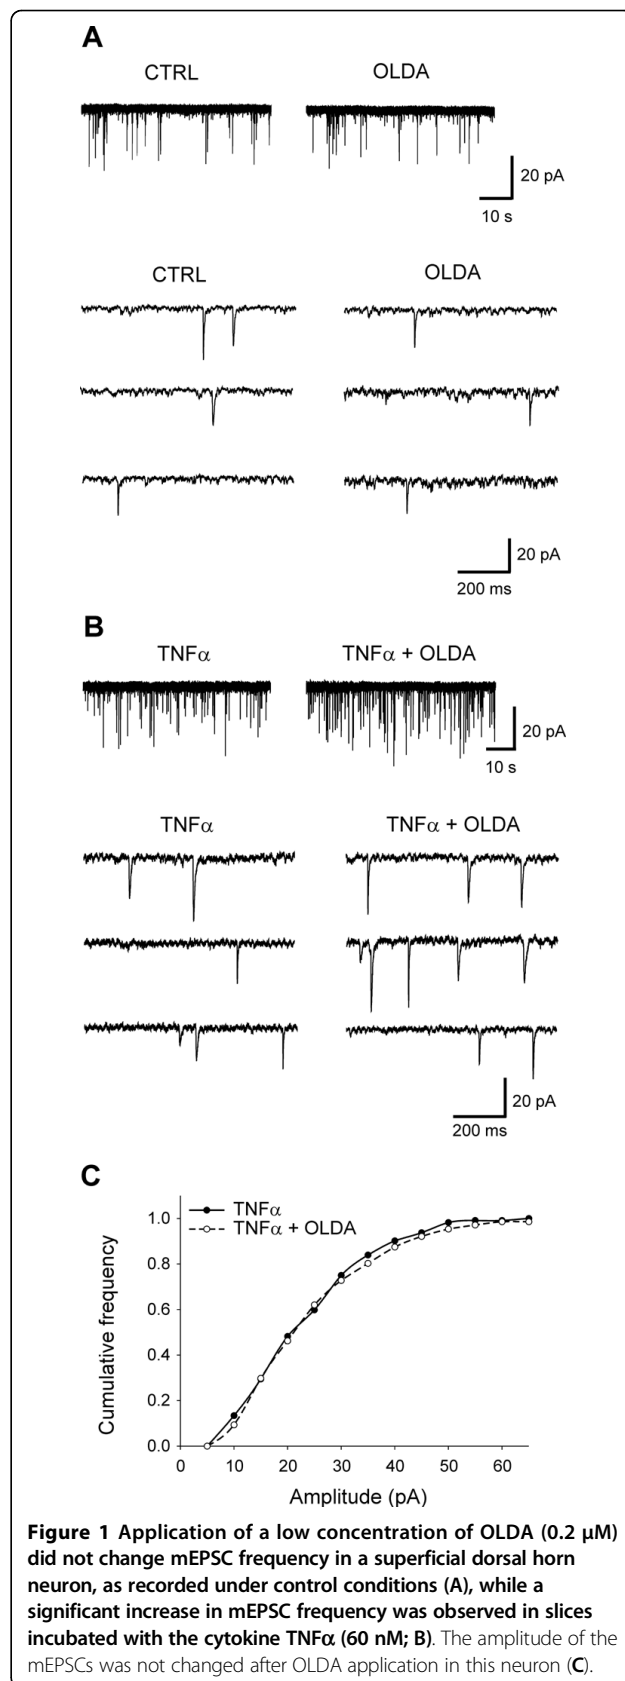 A
CTRL
OLDA
20 pA
10 s
CTRL
OLDA
20 pA
200 ms
B
TNFα
TNFα + OLDA
20 pA
10 s
TNFα
TNFα + OLDA
20 pA
200 ms
C
TNFα
TNFα + OLDA
Cumulative frequency
1.0
0.8
0.6
0.4
0.2
0.0
0 10 20 30 40 50 60
Amplitude (pA)
Figure 1 Application of a low concentration of OLDA (0.2 μM)
did not change mEPSC frequency in a superficial dorsal horn
neuron, as recorded under control conditions (A), while a
significant increase in mEPSC frequency was observed in slices
incubated with the cytokine TNFα (60 nM; B). The amplitude of the
mEPSCs was not changed after OLDA application in this neuron (C).